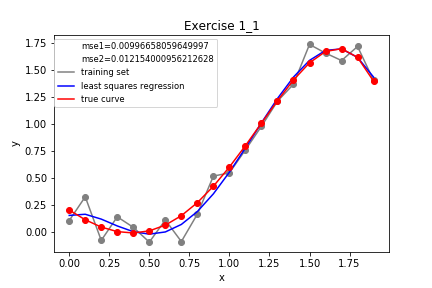 Exercise 1_1
mse1=0.00996658059649997
mse2=0.012154000956212628
training set
least squares regression
true curve
1.75
1.50
1.25
1.00
0.75
0.50
0.25
0.00
y
0.00 0.25 0.50 0.75 1.00 1.25 1.50 1.75
x